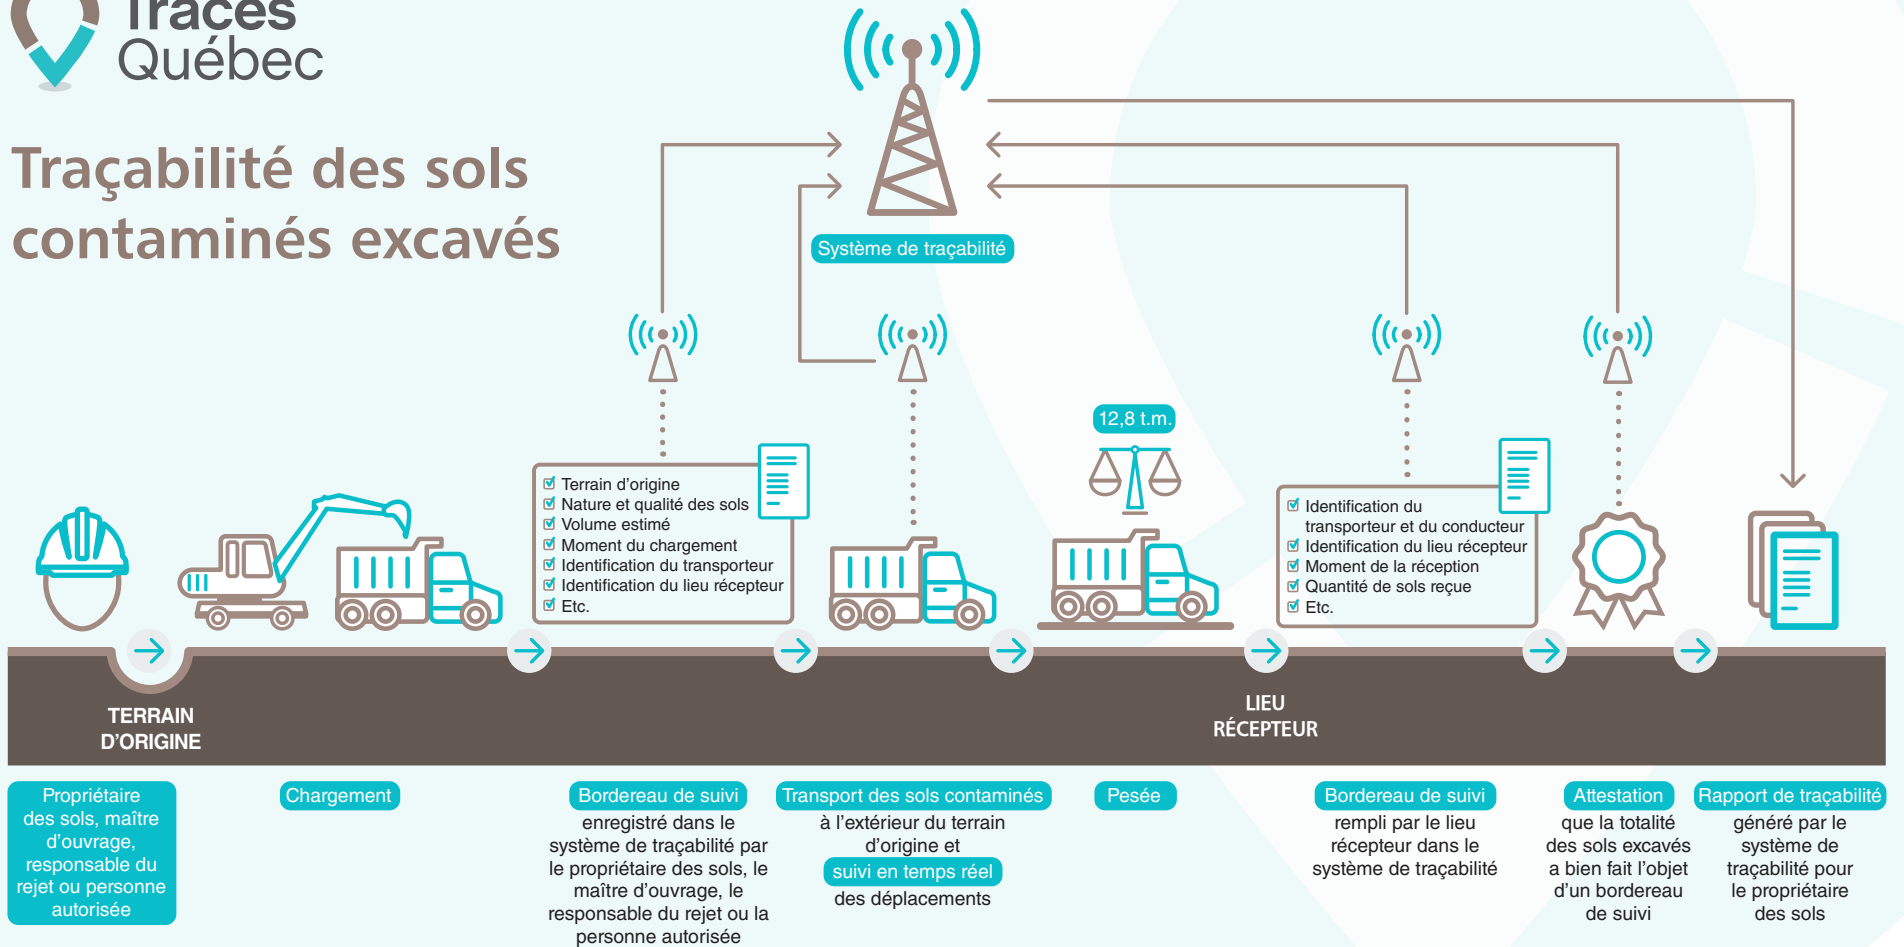 Traces
Québec
Traçabilité des sols
contaminés excavés
Système de traçabilité
12,8 t.m.
Terrain d'origine
Nature et qualité des sols
Volume estimé
Moment du chargement
Identification du transporteur
Identification du lieu récepteur
Etc.
Identification du
transporteur et du conducteur
Identification du lieu récepteur
Moment de la réception
Quantité de sols reçue
Etc.
TERRAIN
D'ORIGINE
LIEU
RÉCEPTEUR
Propriétaire
des sols, maître
d'ouvrage,
responsable du
rejet ou personne
autorisée
Chargement
Bordereau de suivi
enregistré dans le
système de traçabilité par
le propriétaire des sols, le
maître d'ouvrage, le
responsable du rejet ou la
personne autorisée
Transport des sols contaminés
à l'extérieur du terrain
d'origine et
suivi en temps réel
des déplacements
Pesée
Bordereau de suivi
rempli par le lieu
récepteur dans le
système de traçabilité
Attestation
que la totalité
des sols excavés
a bien fait l'objet
d'un bordereau
de suivi
Rapport de traçabilité
généré par le
système de
traçabilité pour
le propriétaire
des sols